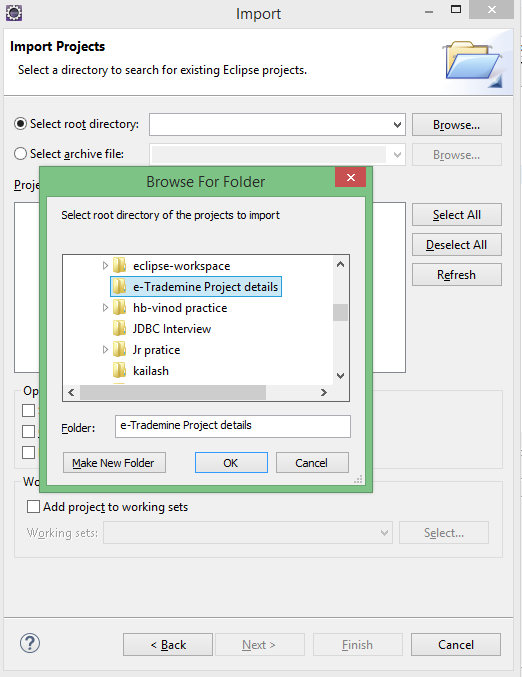 Import
Import Projects
Select a directory to search for existing Eclipse projects.
Select root directory:
Browse...
Select archive file:
Browse...
Proje
Browse For Folder
Select root directory of the projects to import
eclipse-workspace
e-Trademine Project details
hb-vinod practice
JDBC Interview
Jr pratice
kailash
Folder:
e-Trademine Project details
Make New Folder
OK
Cancel
Select All
Deselect All
Refresh
Op
Wo
Add project to working sets
Working sets:
Select...
< Back
Next >
Finish
Cancel